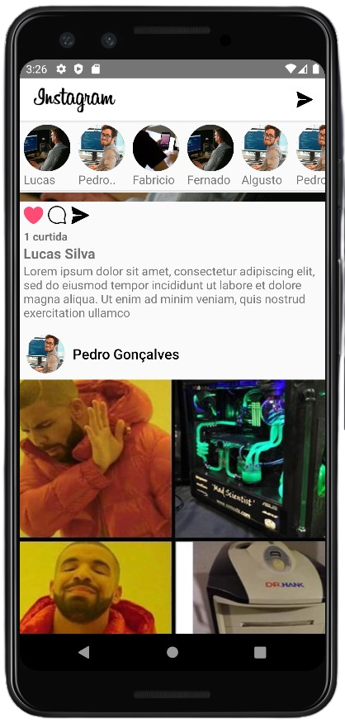 3:26
Instagram
Lucas
Pedro..
Fabricio
Fernado
Algusto
Pedro
1 curtida
Lucas Silva
Lorem ipsum dolor sit amet, consectetur adipiscing elit,
sed do eiusmod tempor incididunt ut labore et dolore
magna aliqua. Ut enim ad minim veniam, quis nostrud
exercitation ullamco
Pedro Gonçalves
"Mad Scientist"
DR.HANK